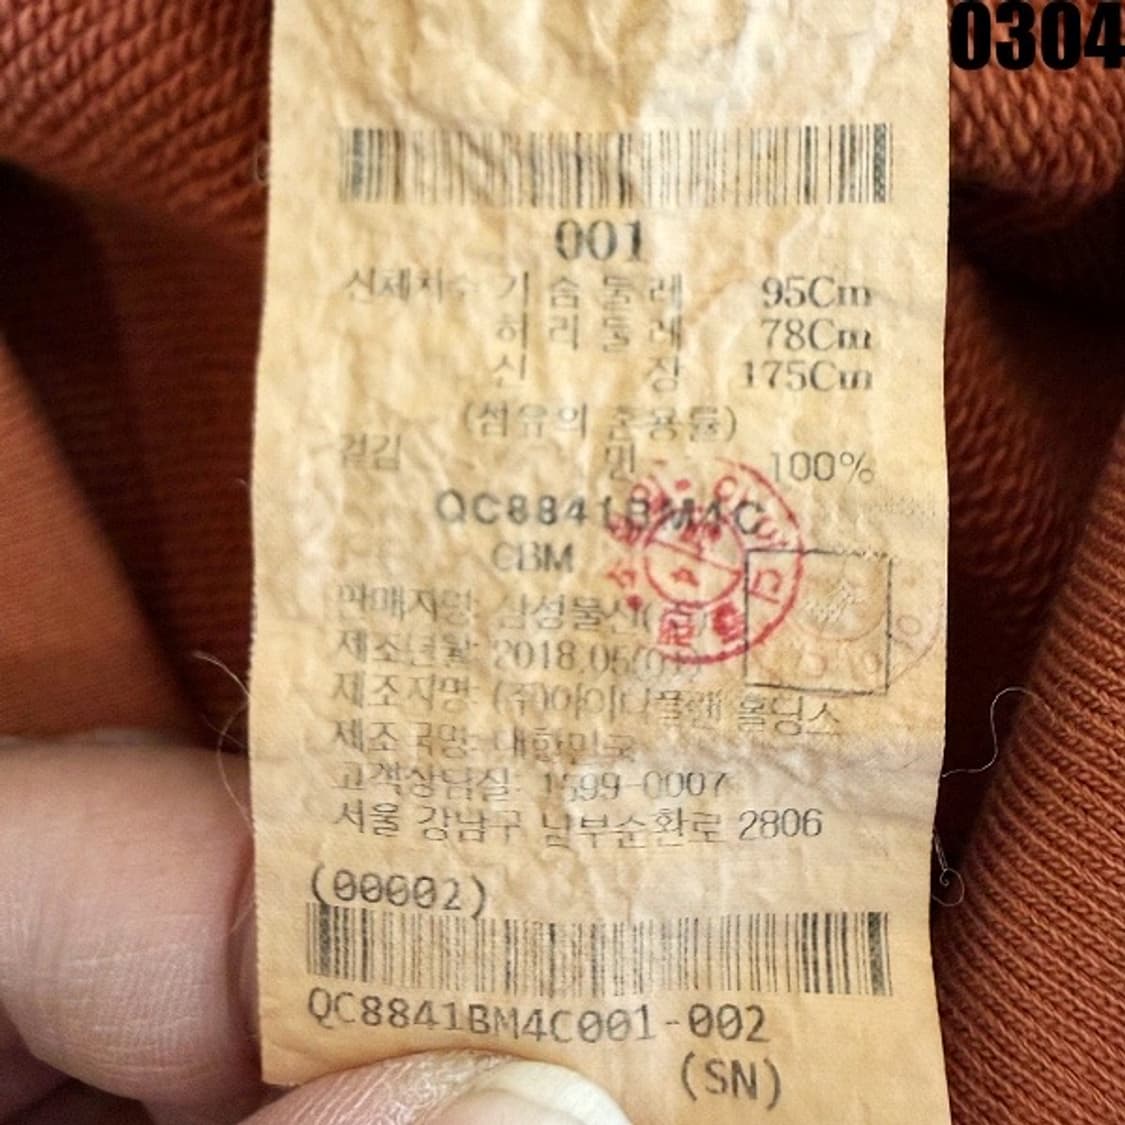 0304
001
신체치수 가슴둘레 95Cm
허리둘레 78Cm
신 장 175Cm
(섬유의 혼용률)
겉감 면 100%
QC8841BM4C
CBM
판매자명: 삼성물산(주)
제조년월: 2018.05
제조자명: (주)아이디플랜 홀딩스
제조국명: 대한민국
고객상담실: 1599-0007
서울 강남구 남부순환로 2806
(00002)
QC8841BM4C001-002
(SN)